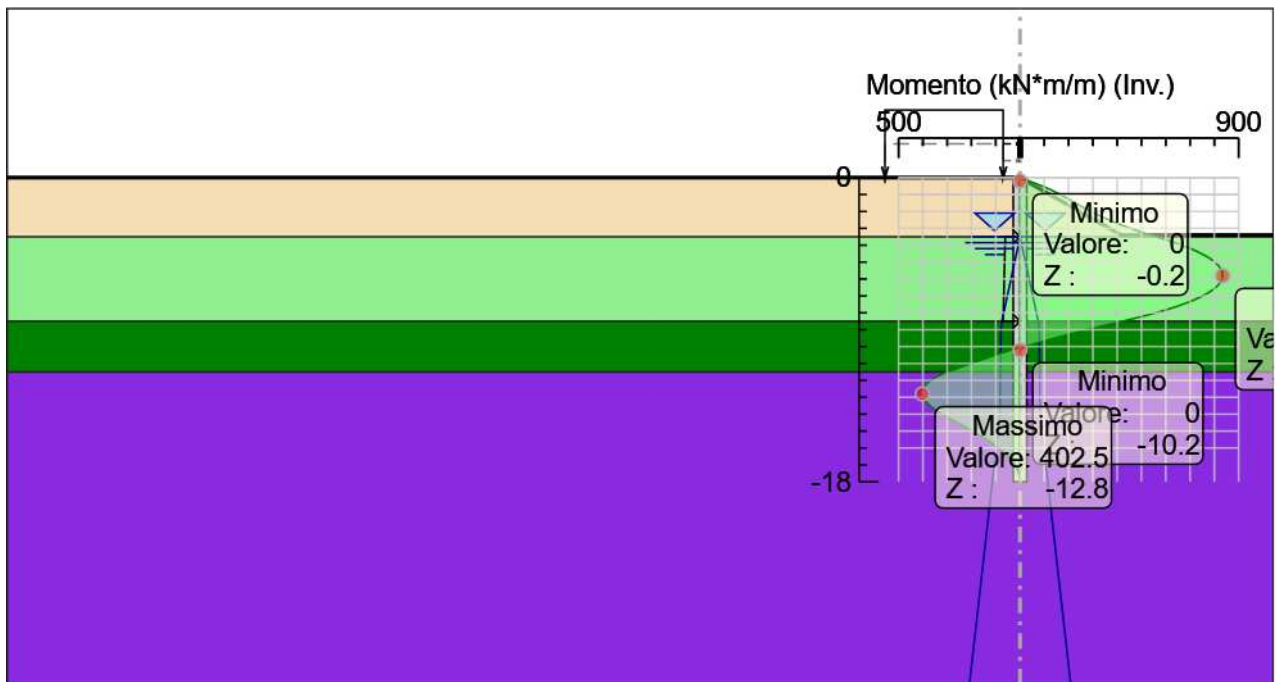 Momento (kN*m/m) (Inv.)
500
900
0
Minimo
Valore: 0
Z : -0.2
Va
Z
Minimo
Valore: 0
-10.2
Massimo
Valore: 402.5
Z : -12.8
-18